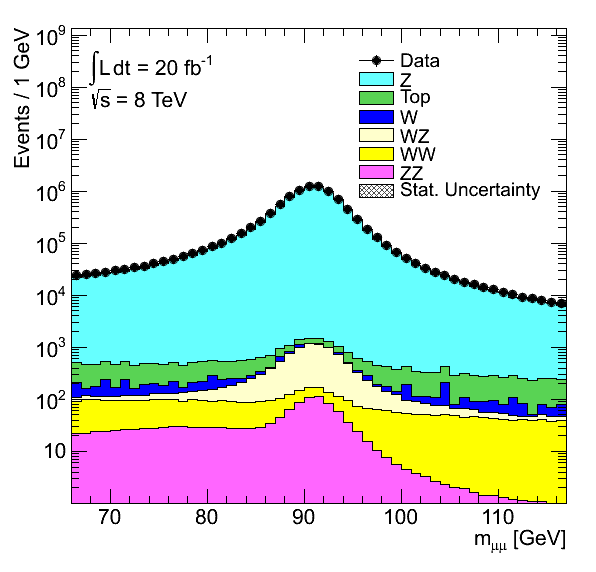 Events / 1 GeV
10⁹
10⁸
10⁷
10⁶
10⁵
10⁴
10³
10²
10
∫L dt = 20 fb⁻¹
√s = 8 TeV
Data
Z
Top
W
WZ
WW
ZZ
Stat. Uncertainty
70 80 90 100 110
m_μμ [GeV]